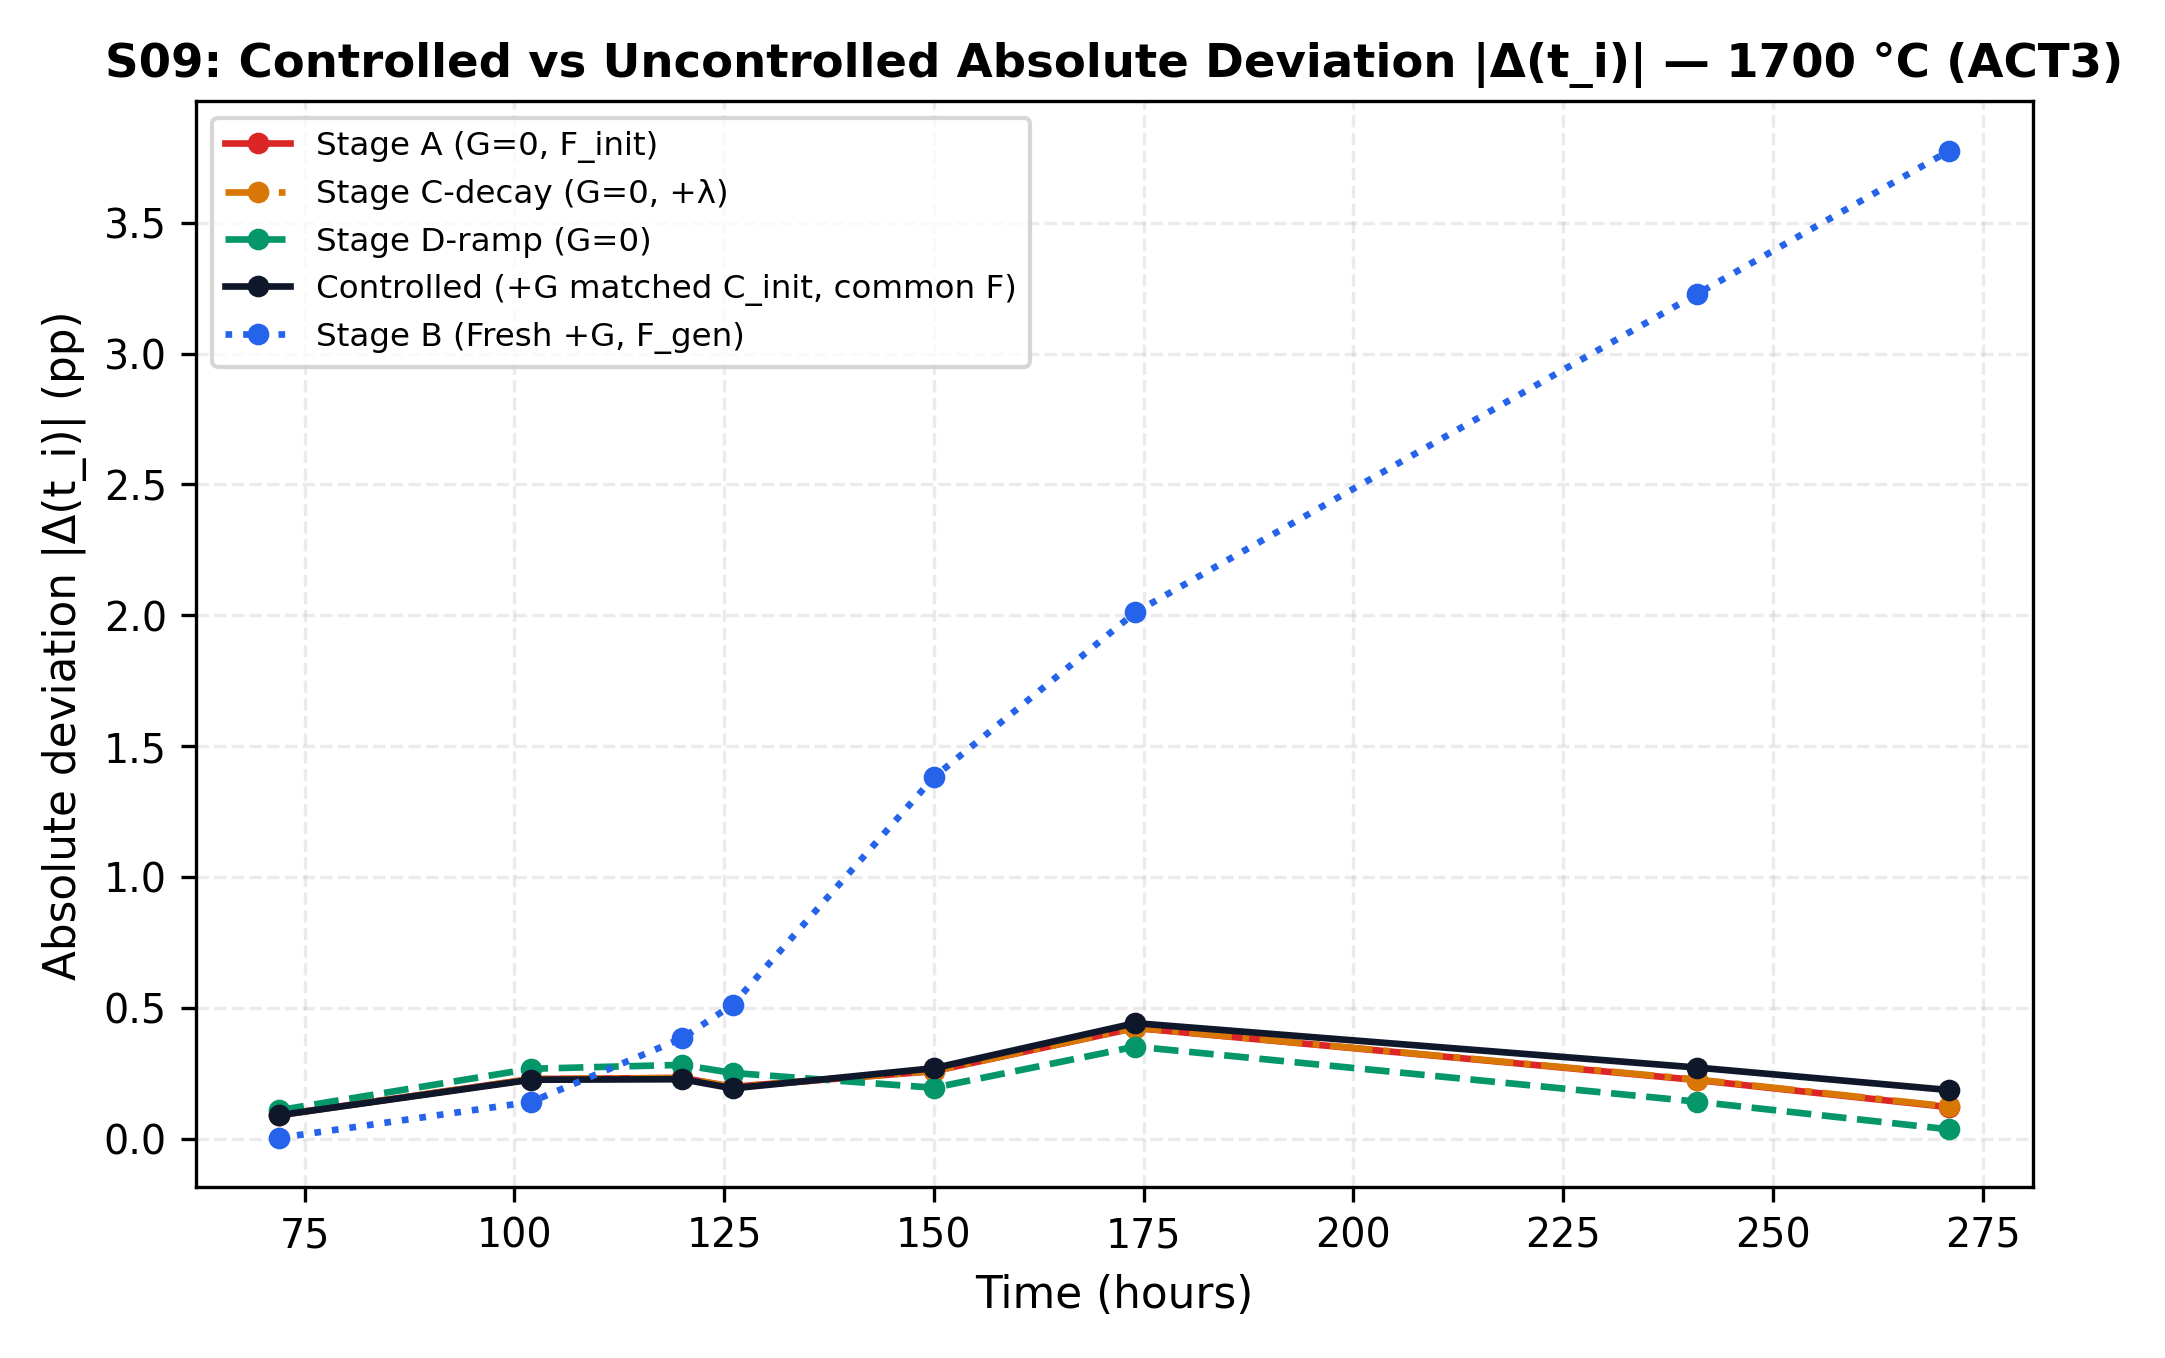 S09: Controlled vs Uncontrolled Absolute Deviation |Δ(t_i)| — 1700 °C (ACT3)
Stage A (G=0, F_init)
Stage C-decay (G=0, +λ)
Stage D-ramp (G=0)
Controlled (+G matched C_init, common F)
Stage B (Fresh +G, F_gen)
Absolute deviation |Δ(t_i)| (pp)
3.5
3.0
2.5
2.0
1.5
1.0
0.5
0.0
75 100 125 150 175 200 225 250 275
Time (hours)